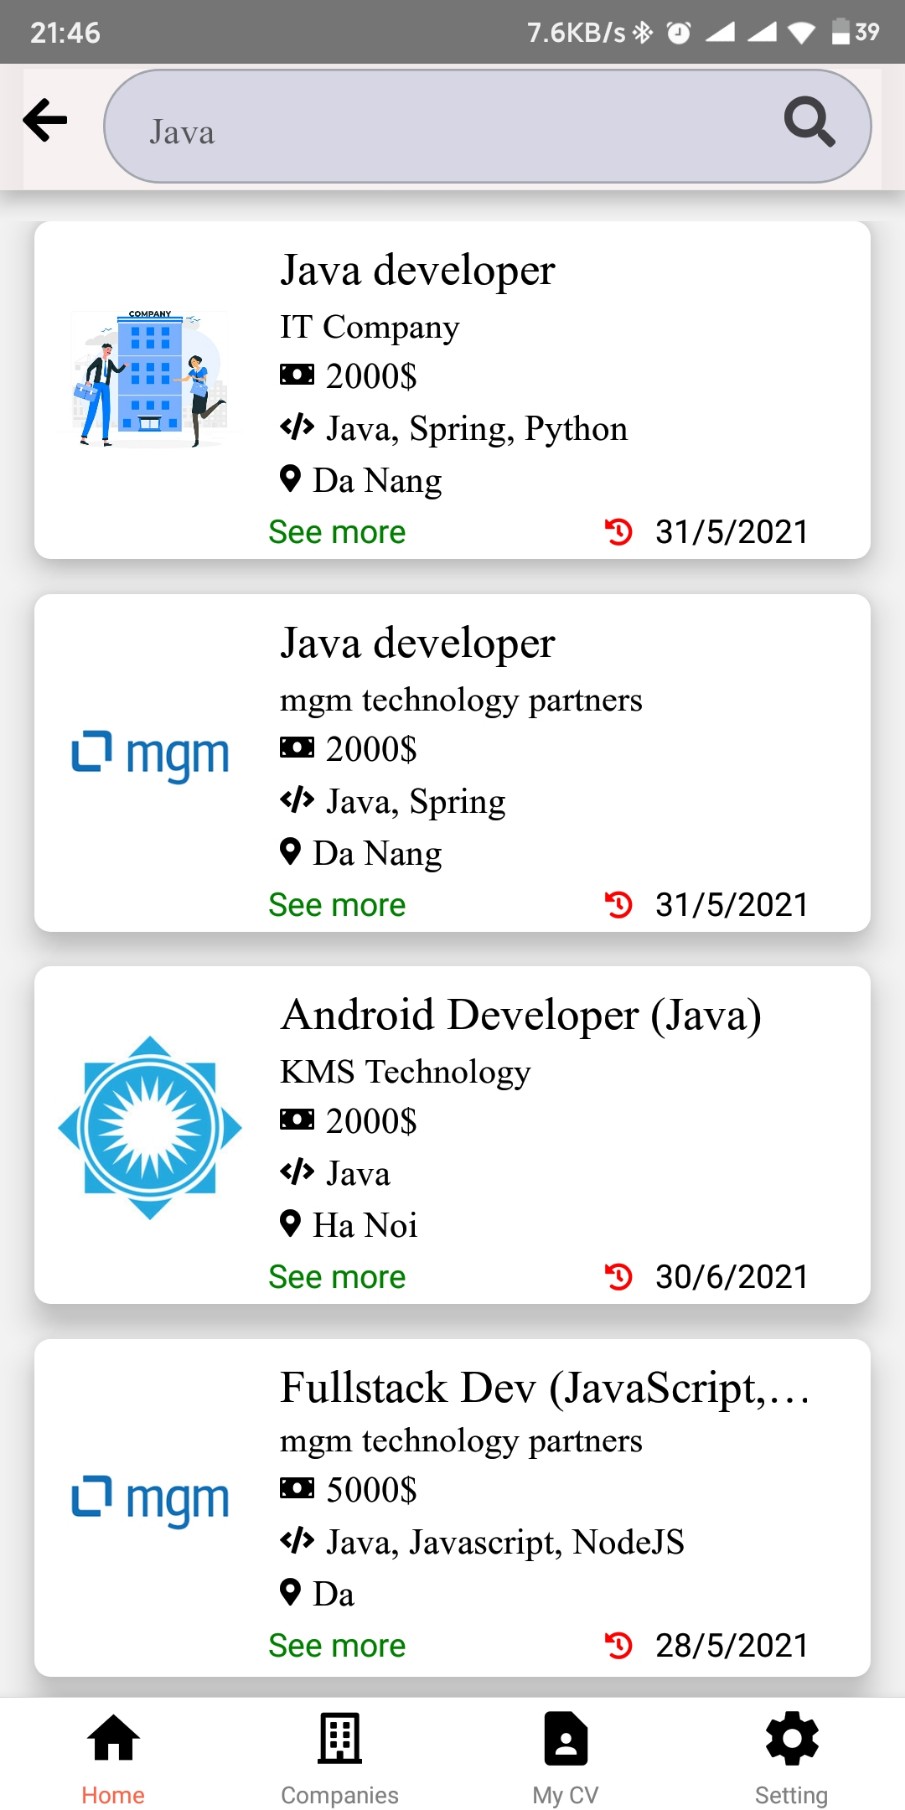 21:46
7.6KB/s 39
Java
COMPANY
Java developer
IT Company
2000$
Java, Spring, Python
Da Nang
See more 31/5/2021
mgm
Java developer
mgm technology partners
2000$
Java, Spring
Da Nang
See more 31/5/2021
Android Developer (Java)
KMS Technology
2000$
Java
Ha Noi
See more 30/6/2021
mgm
Fullstack Dev (JavaScript,...
mgm technology partners
5000$
Java, Javascript, NodeJS
Da
See more 28/5/2021
Home Companies My CV Setting